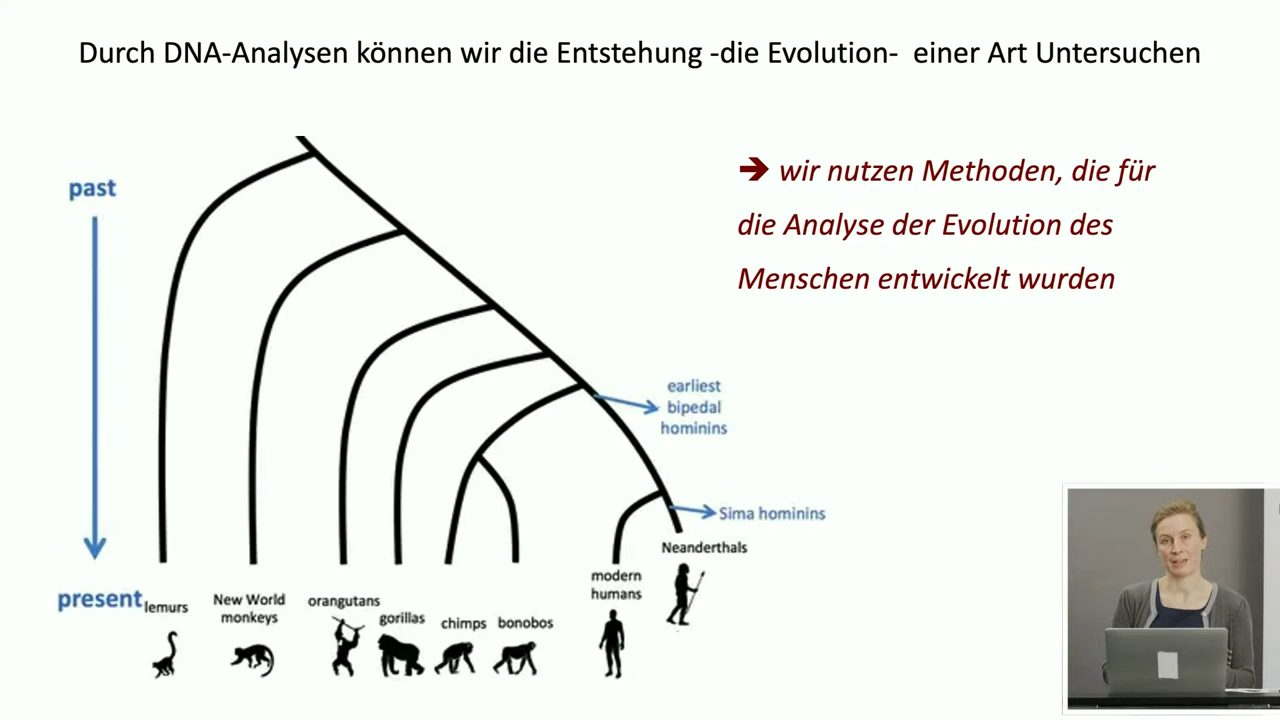 Durch DNA-Analysen können wir die Entstehung -die Evolution- einer Art Untersuchen
➔ wir nutzen Methoden, die für
die Analyse der Evolution des
Menschen entwickelt wurden
past
earliest
bipedal
hominins
Sima hominins
Neanderthals
present
lemurs
New World
monkeys
orangutans
gorillas
chimps
bonobos
modern
humans